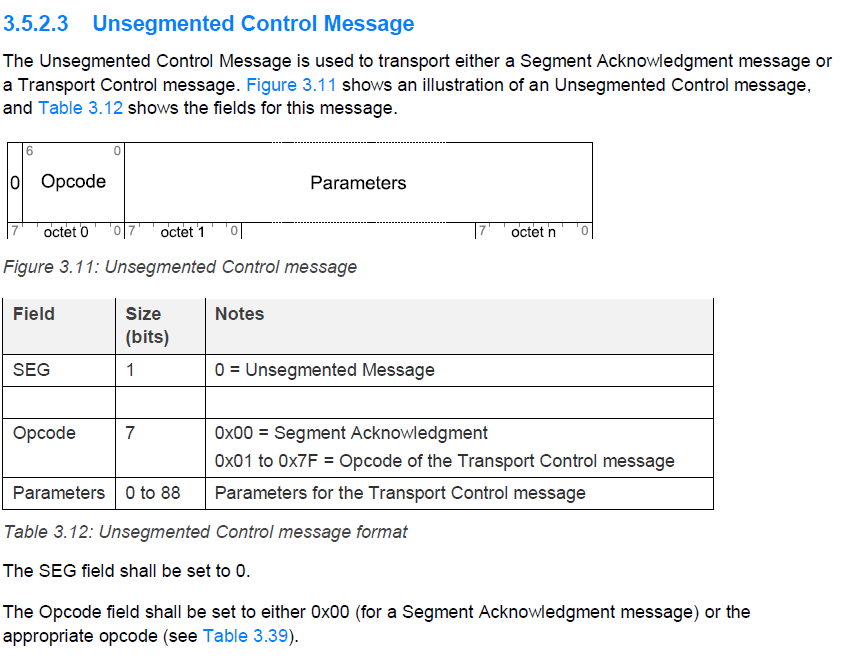 3.5.2.3 Unsegmented Control Message
The Unsegmented Control Message is used to transport either a Segment Acknowledgment message or
a Transport Control message. Figure 3.11 shows an illustration of an Unsegmented Control message,
and Table 3.12 shows the fields for this message.
6 0
0 Opcode Parameters
7 octet 0 0 7 octet 1 0 7 octet n 0
Figure 3.11: Unsegmented Control message
Field Size Notes
(bits)
SEG 1 0 = Unsegmented Message
Opcode 7 0x00 = Segment Acknowledgment
0x01 to 0x7F = Opcode of the Transport Control message
Parameters 0 to 88 Parameters for the Transport Control message
Table 3.12: Unsegmented Control message format
The SEG field shall be set to 0.
The Opcode field shall be set to either 0x00 (for a Segment Acknowledgment message) or the
appropriate opcode (see Table 3.39).